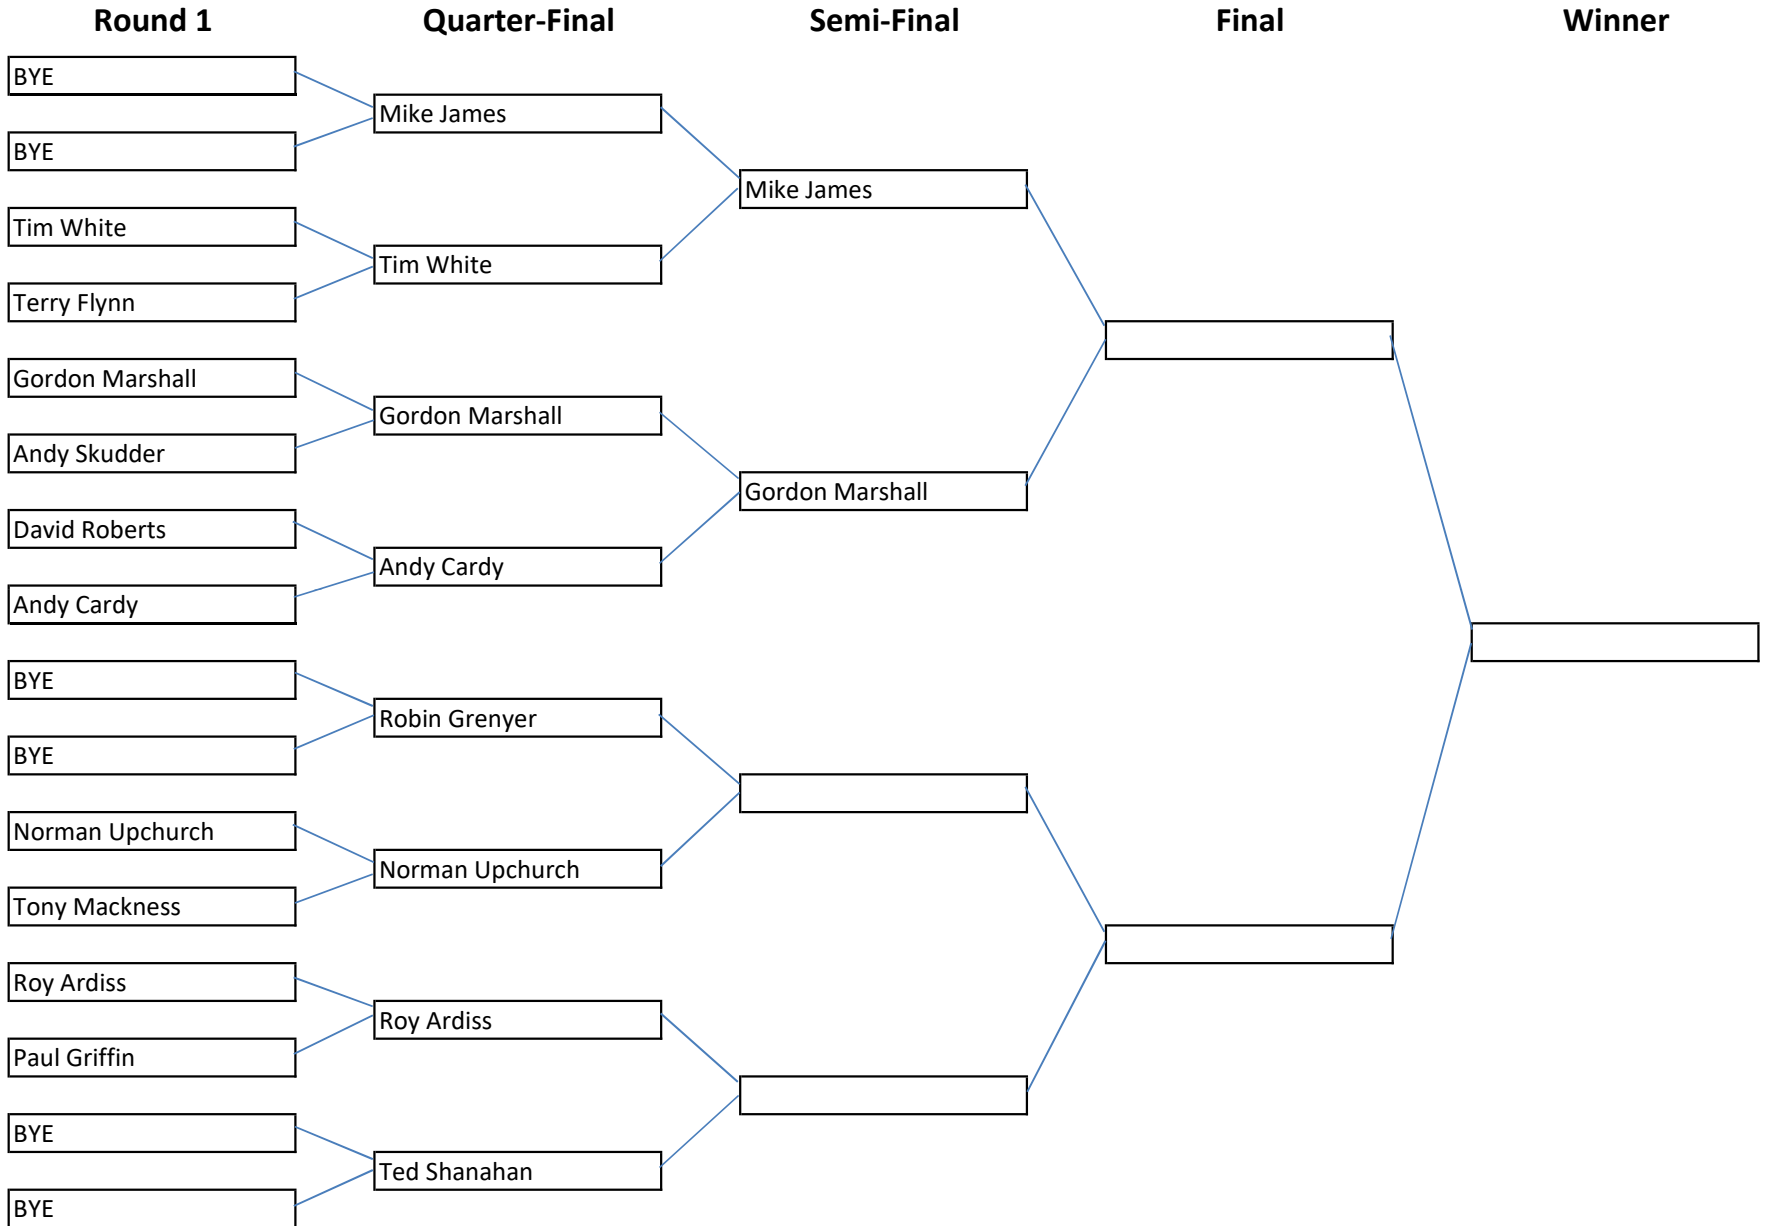 Round 1 Quarter-Final Semi-Final Final Winner
BYE
Mike James
BYE
Mike James
Tim White
Tim White
Terry Flynn
Gordon Marshall
Gordon Marshall
Andy Skudder
Gordon Marshall
David Roberts
Andy Cardy
Andy Cardy
BYE
Robin Grenyer
BYE
Norman Upchurch
Norman Upchurch
Tony Mackness
Roy Ardiss
Roy Ardiss
Paul Griffin
BYE
Ted Shanahan
BYE